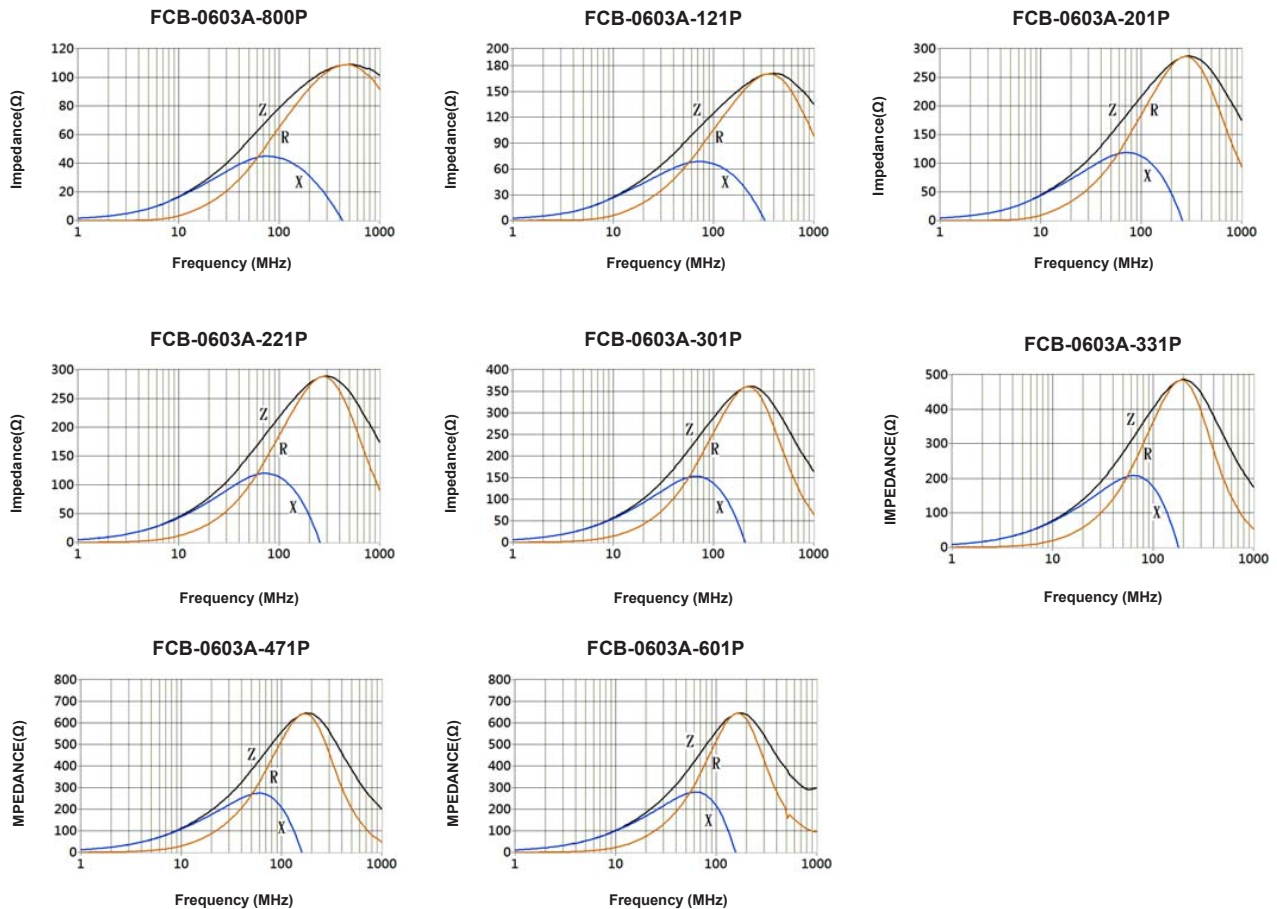 FCB-0603A-800P
120
100
80
60
40
20
0
1 10 100 1000
Impedance(Ω)
Frequency (MHz)
Z
R
X
FCB-0603A-121P
200
180
150
120
90
60
30
0
1 10 100 1000
Impedance(Ω)
Frequency (MHz)
Z
R
X
FCB-0603A-201P
300
250
200
150
100
50
0
1 10 100 1000
Impedance(Ω)
Frequency (MHz)
Z
R
X
FCB-0603A-221P
300
250
200
150
100
50
0
1 10 100 1000
Impedance(Ω)
Frequency (MHz)
Z
R
X
FCB-0603A-301P
400
350
300
250
200
150
100
50
0
1 10 100 1000
Impedance(Ω)
Frequency (MHz)
Z
R
X
FCB-0603A-331P
500
400
300
200
100
0
1 10 100 1000
IMPEDANCE(Ω)
Frequency (MHz)
Z
R
X
FCB-0603A-471P
800
700
600
500
400
300
200
100
0
1 10 100 1000
MPEDANCE(Ω)
Frequency (MHz)
Z
R
X
FCB-0603A-601P
800
700
600
500
400
300
200
100
0
1 10 100 1000
MPEDANCE(Ω)
Frequency (MHz)
Z
R
X